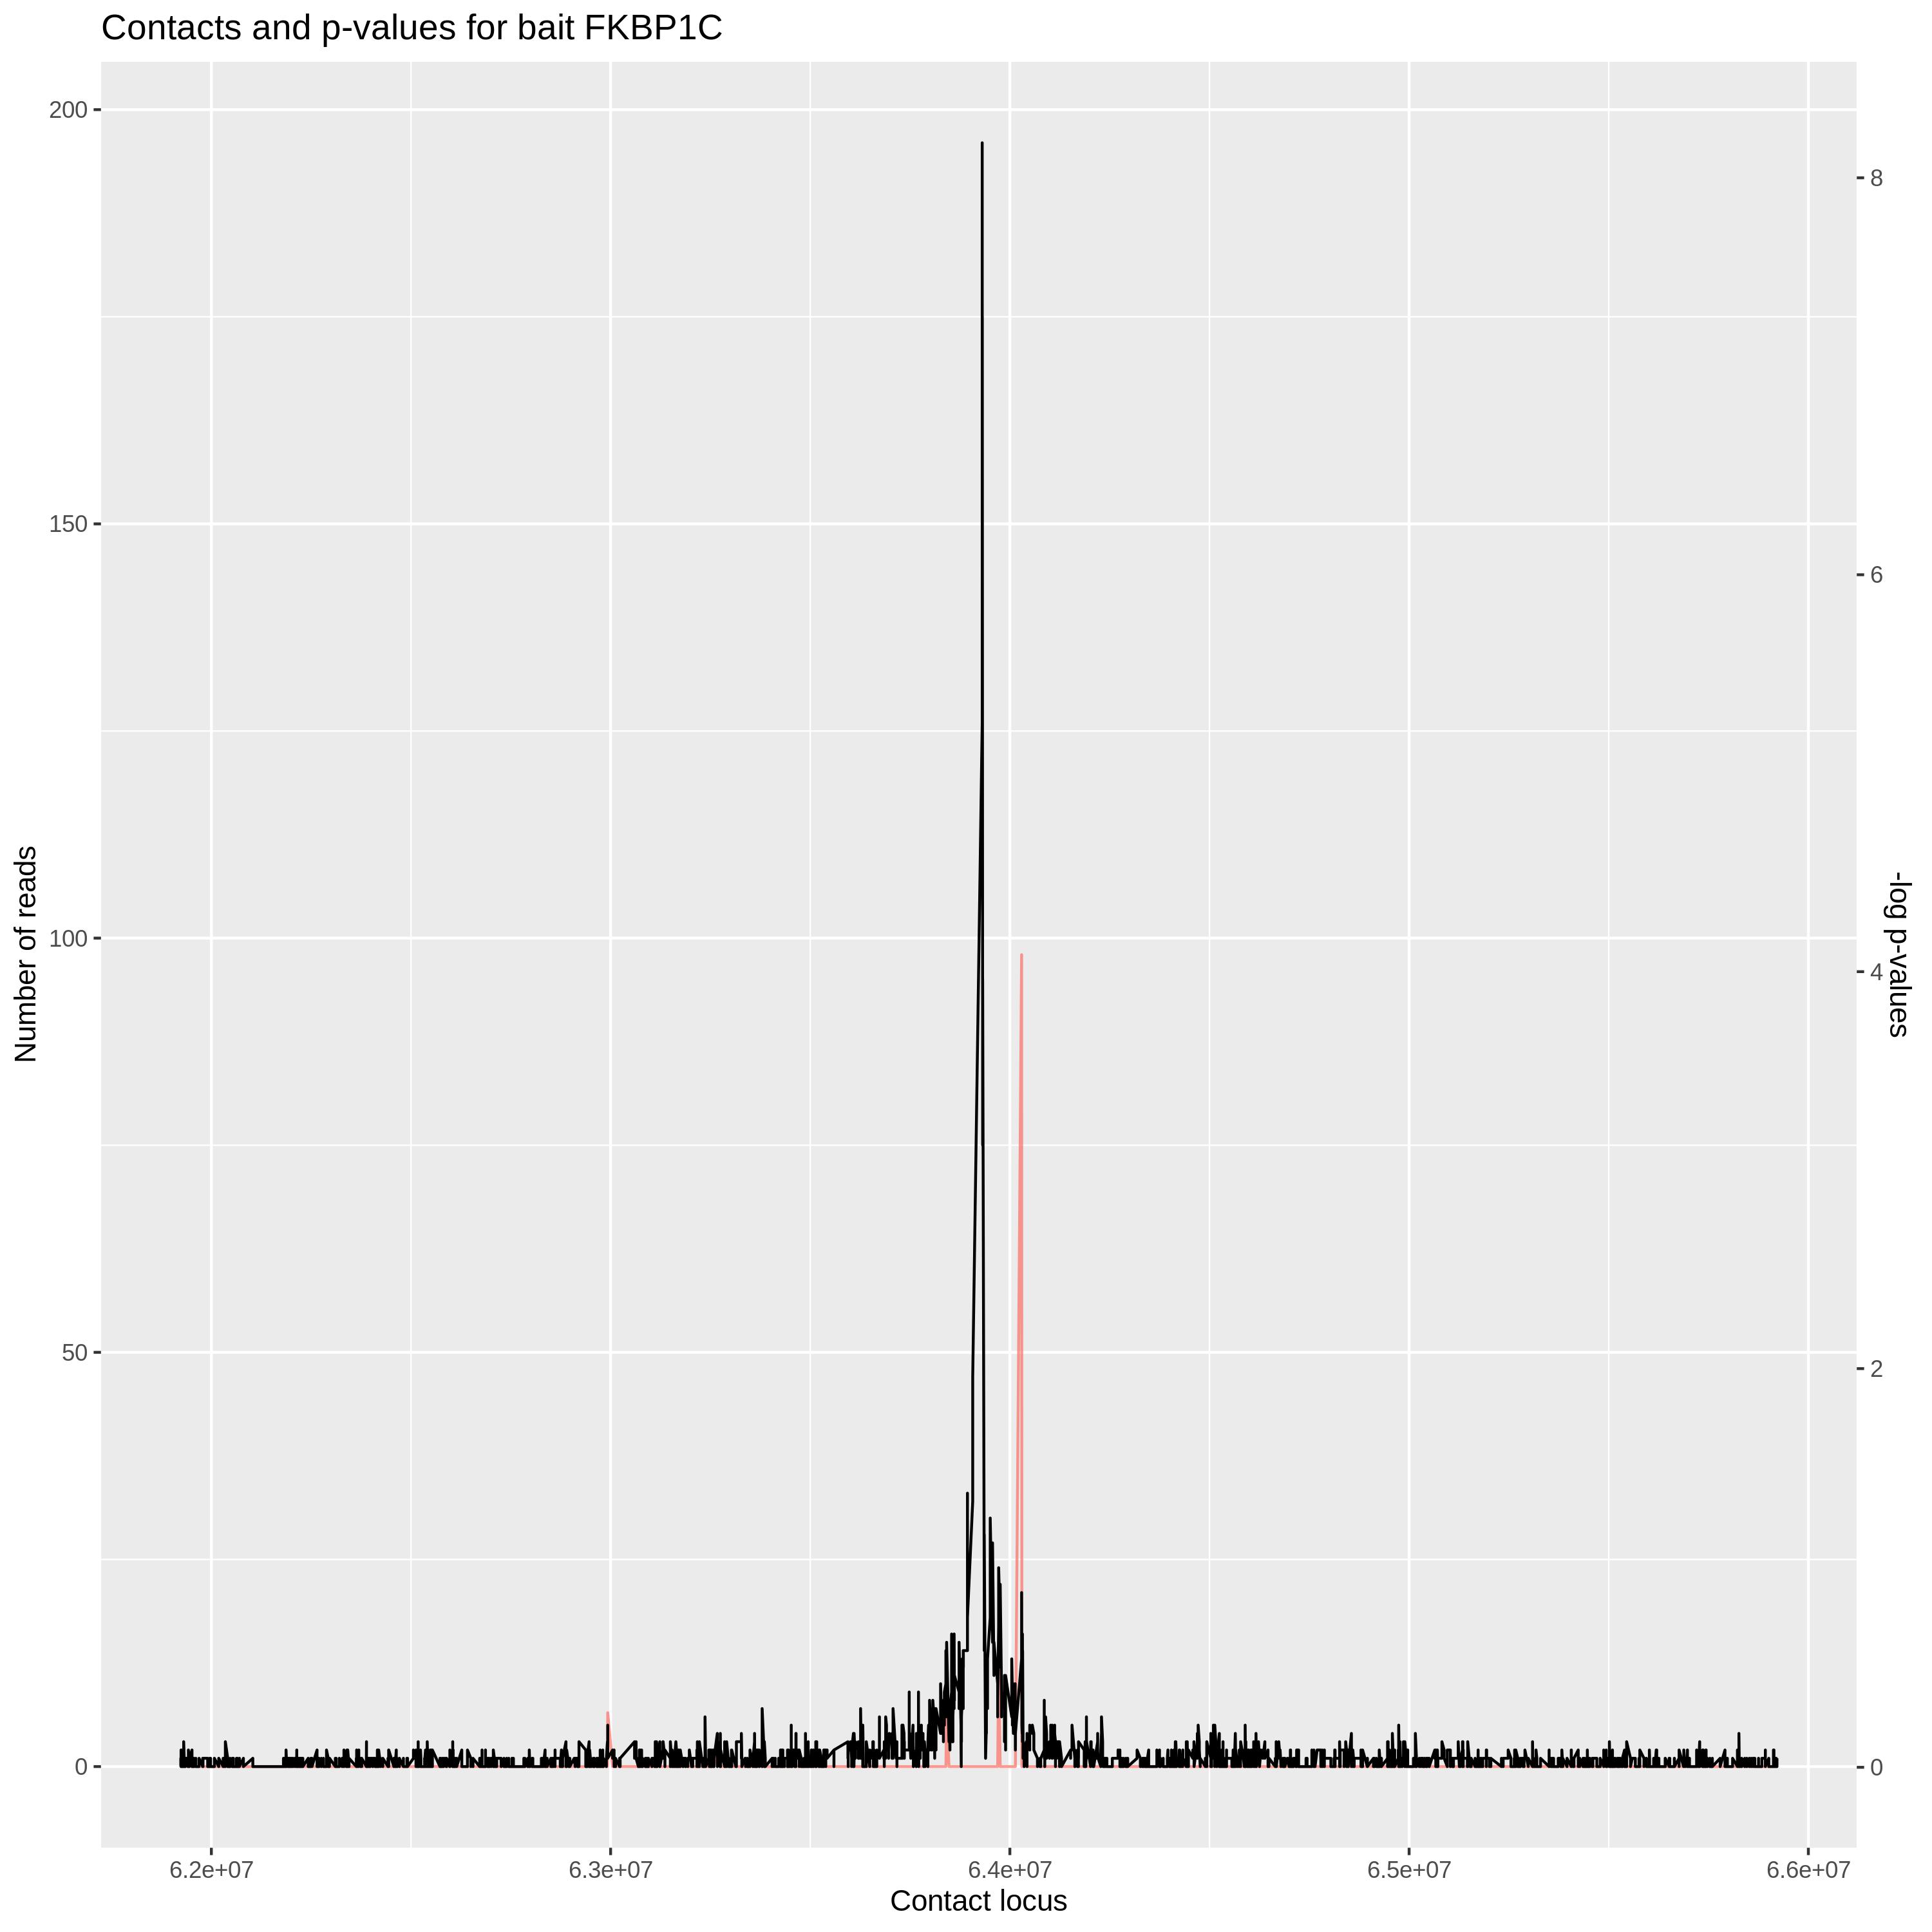 Contacts and p-values for bait FKBP1C
200
150
100
50
0
Number of reads
8
6
4
2
0
-log p-values
6.2e+07
6.3e+07
6.4e+07
6.5e+07
6.6e+07
Contact locus